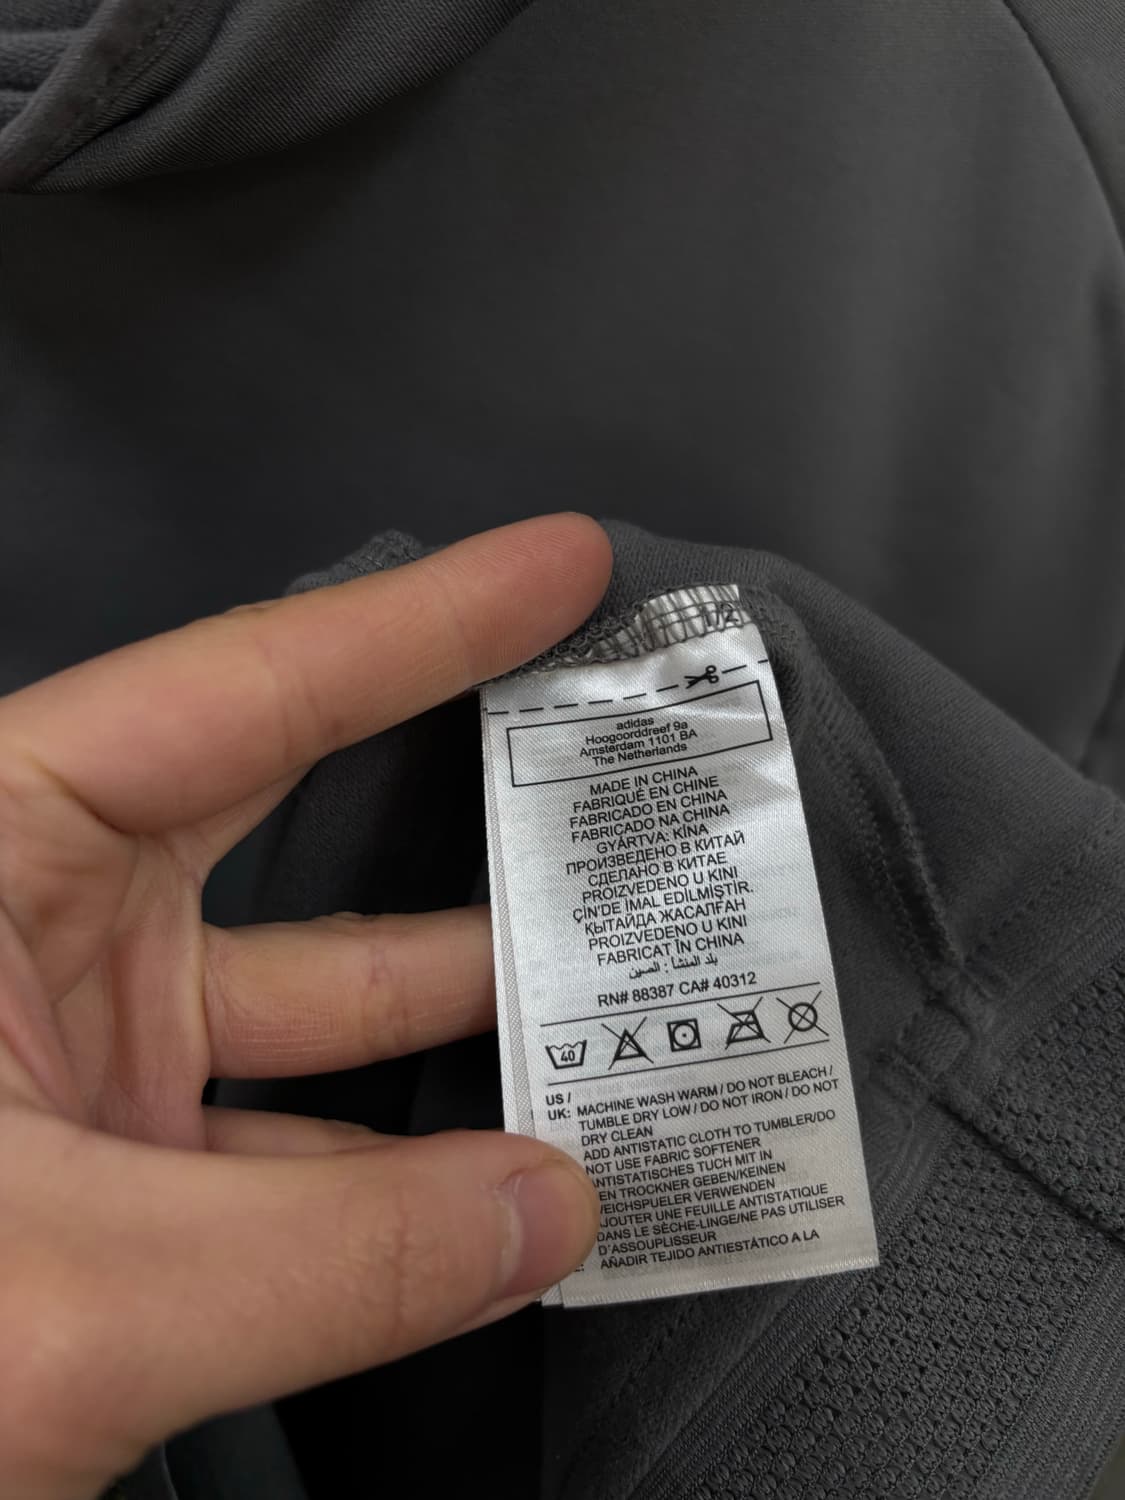 1/2
adidas
Hoogoorddreef 9a
Amsterdam 1101 BA
The Netherlands
MADE IN CHINA
FABRIQUÉ EN CHINE
FABRICADO EN CHINA
FABRICADO NA CHINA
GYÁRTVA: KÍNA
ПРОИЗВЕДЕНО В КИТАЙ
СДЕЛАНО В КИТАЕ
PROIZVEDENO U KINI
ÇİN'DE İMAL EDİLMİŞTİR.
ҚЫТАЙДА ЖАСАЛҒАН
PROIZVEDENO U KINI
FABRICAT ÎN CHINA
بلد المنشأ : الصين
RN# 88387 CA# 40312
40
US /
UK: MACHINE WASH WARM / DO NOT BLEACH /
TUMBLE DRY LOW / DO NOT IRON / DO NOT
DRY CLEAN
ADD ANTISTATIC CLOTH TO TUMBLER/DO
NOT USE FABRIC SOFTENER
NTISTATISCHES TUCH MIT IN
EN TROCKNER GEBEN/KEINEN
/EICHSPUELER VERWENDEN
JOUTER UNE FEUILLE ANTISTATIQUE
DANS LE SÈCHE-LINGE/NE PAS UTILISER
D'ASSOUPLISSEUR
AÑADIR TEJIDO ANTIESTÁTICO A LA